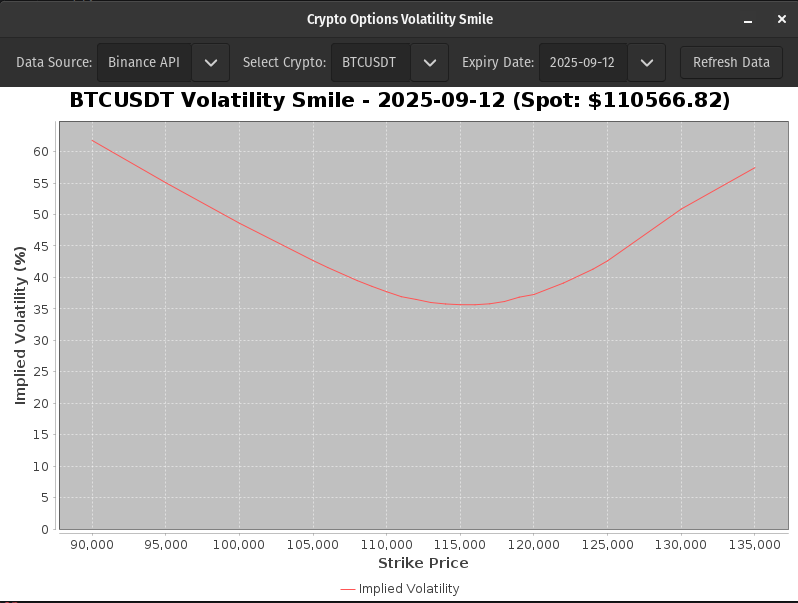 Crypto Options Volatility Smile
Data Source: Binance API Select Crypto: BTCUSDT Expiry Date: 2025-09-12 Refresh Data
BTCUSDT Volatility Smile - 2025-09-12 (Spot: $110566.82)
Implied Volatility (%)
60
55
50
45
40
35
30
25
20
15
10
5
0
90,000 95,000 100,000 105,000 110,000 115,000 120,000 125,000 130,000 135,000
Strike Price
Implied Volatility